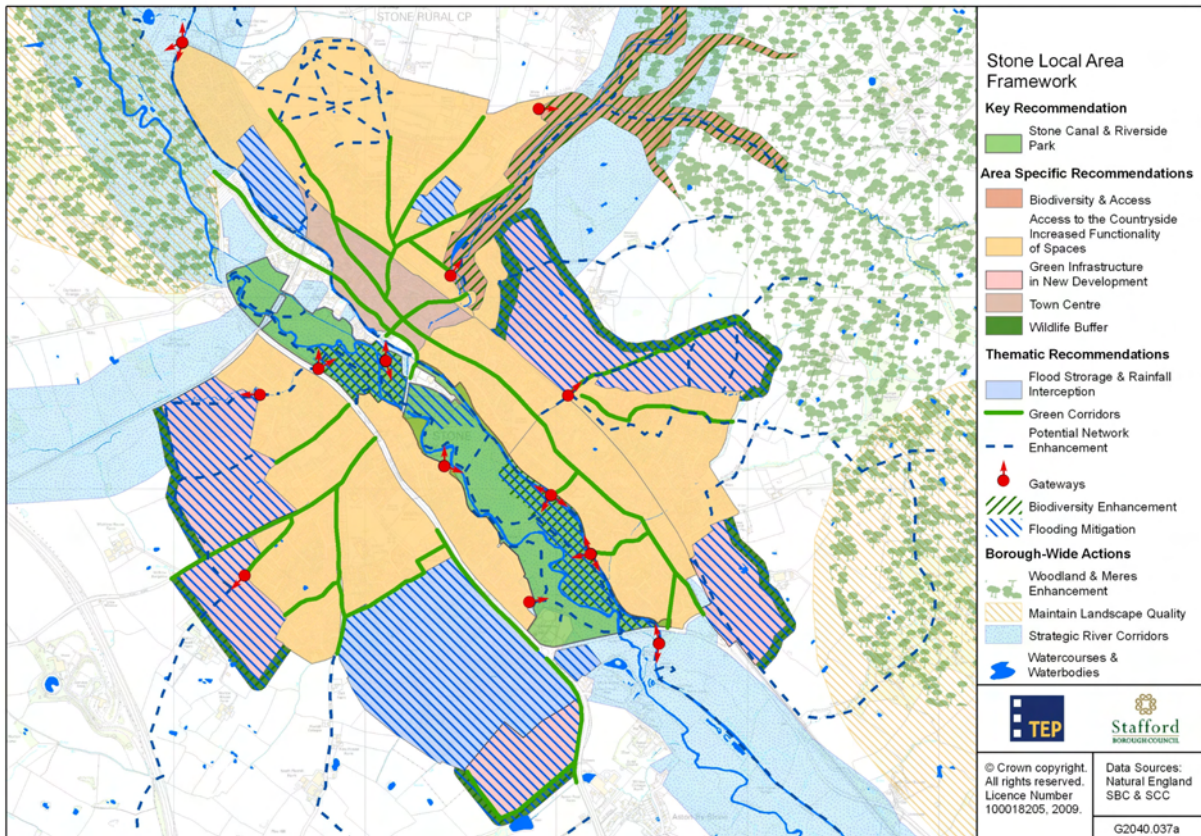 STONE RURAL CP
STONE
Stone Local Area
Framework
Key Recommendation
Stone Canal & Riverside
Park
Area Specific Recommendations
Biodiversity & Access
Access to the Countryside
Increased Functionality
of Spaces
Green Infrastructure
in New Development
Town Centre
Wildlife Buffer
Thematic Recommendations
Flood Strorage & Rainfall
Interception
Green Corridors
Potential Network
Enhancement
Gateways
Biodiversity Enhancement
Flooding Mitigation
Borough-Wide Actions
Woodland & Meres
Enhancement
Maintain Landscape Quality
Strategic River Corridors
Watercourses &
Waterbodies
TEP
Stafford
BOROUGH COUNCIL
© Crown copyright.
All rights reserved.
Licence Number
100018205, 2009.
Data Sources:
Natural England
SBC & SCC
G2040.037a